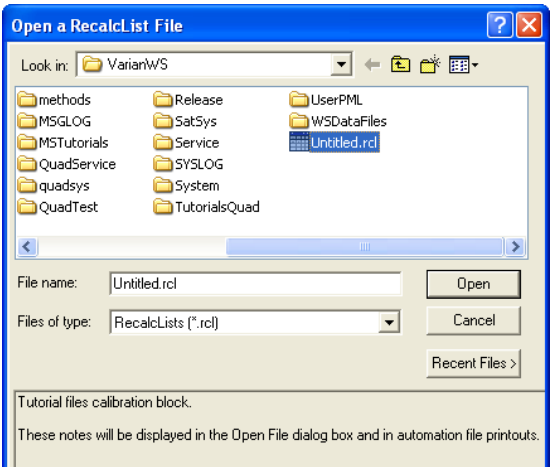 Open a RecalcList File
Look in: VarianWS
methods Release UserPML
MSGLOG SatSys WSDataFiles
MSTutorials Service Untitled.rcl
QuadService SYSLOG
quadsys System
QuadTest TutorialsQuad
File name: Untitled.rcl Open
Files of type: RecalcLists (*.rcl) Cancel
Recent Files >
Tutorial files calibration block.
These notes will be displayed in the Open File dialog box and in automation file printouts.